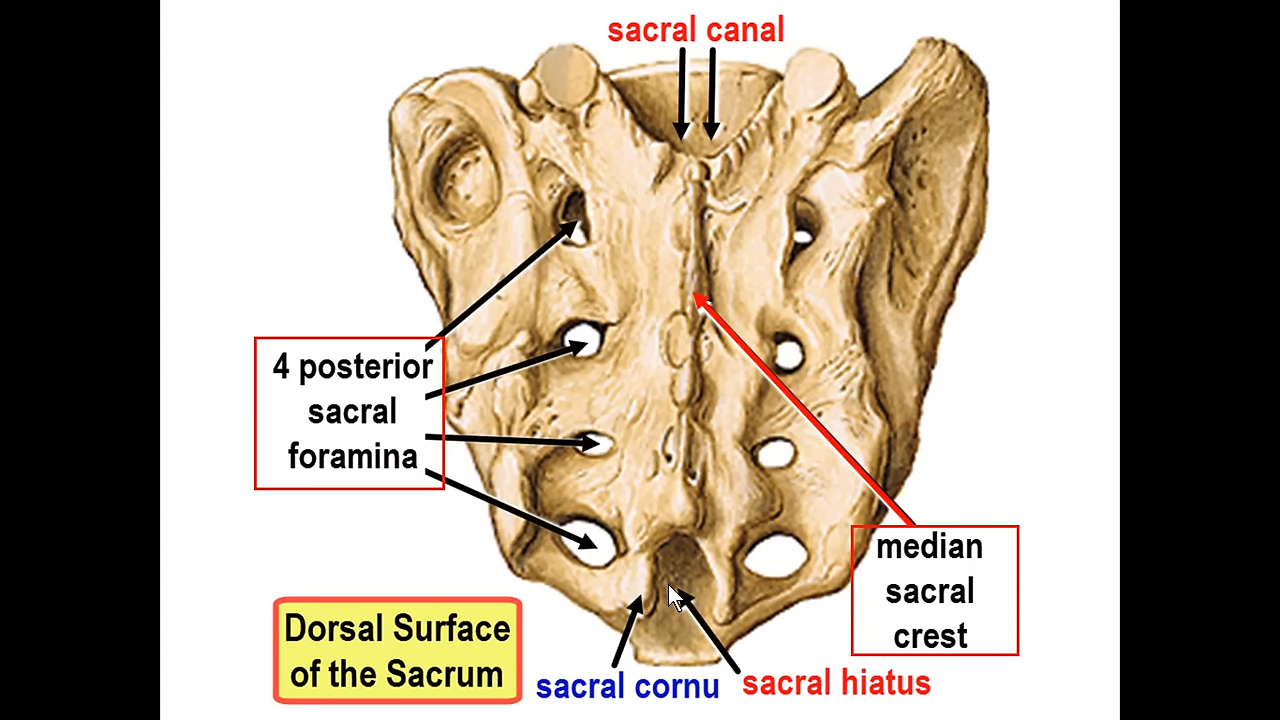 sacral canal
4 posterior
sacral
foramina
median
sacral
crest
Dorsal Surface
of the Sacrum
sacral cornu
sacral hiatus